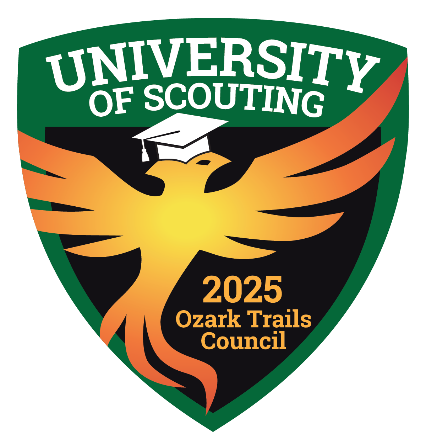 UNIVERSITY
OF SCOUTING
2025
Ozark Trails
Council